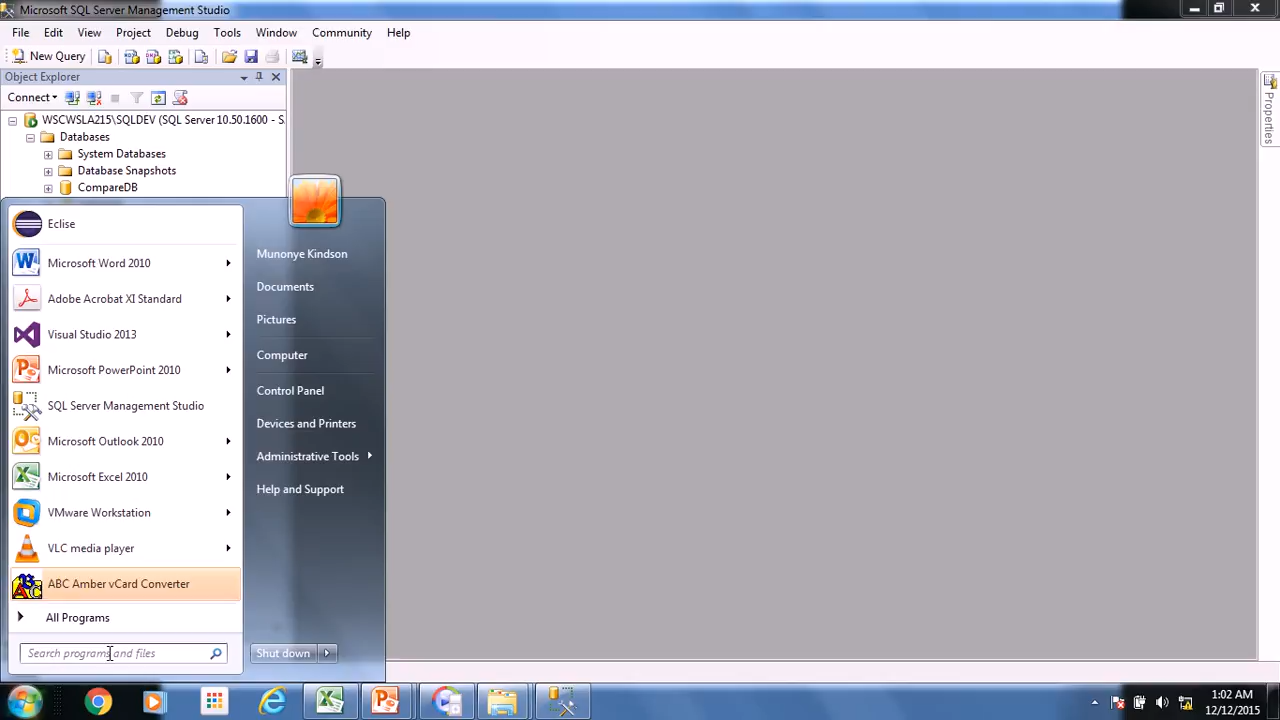 Microsoft SQL Server Management Studio
File Edit View Project Debug Tools Window Community Help
New Query
Object Explorer
Connect
WSCWSLA215\SQLDEV (SQL Server 10.50.1600 - S
Databases
System Databases
Database Snapshots
CompareDB
Properties
Eclise
Microsoft Word 2010
Adobe Acrobat XI Standard
Visual Studio 2013
Microsoft PowerPoint 2010
SQL Server Management Studio
Microsoft Outlook 2010
Microsoft Excel 2010
VMware Workstation
VLC media player
ABC Amber vCard Converter
All Programs
Search programs and files
Munonye Kindson
Documents
Pictures
Computer
Control Panel
Devices and Printers
Administrative Tools
Help and Support
Shut down
1:02 AM
12/12/2015